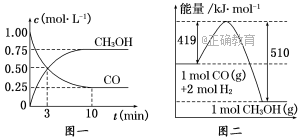 c(mol·L⁻¹)
1.00
0.75
0.50
0.25
0
CH₃OH
CO
3
10
t(min)
图一
能量/kJ·mol⁻¹
@正确教育
419
510
1 mol CO(g)
+2 mol H₂
1 mol CH₃OH(g)
图二